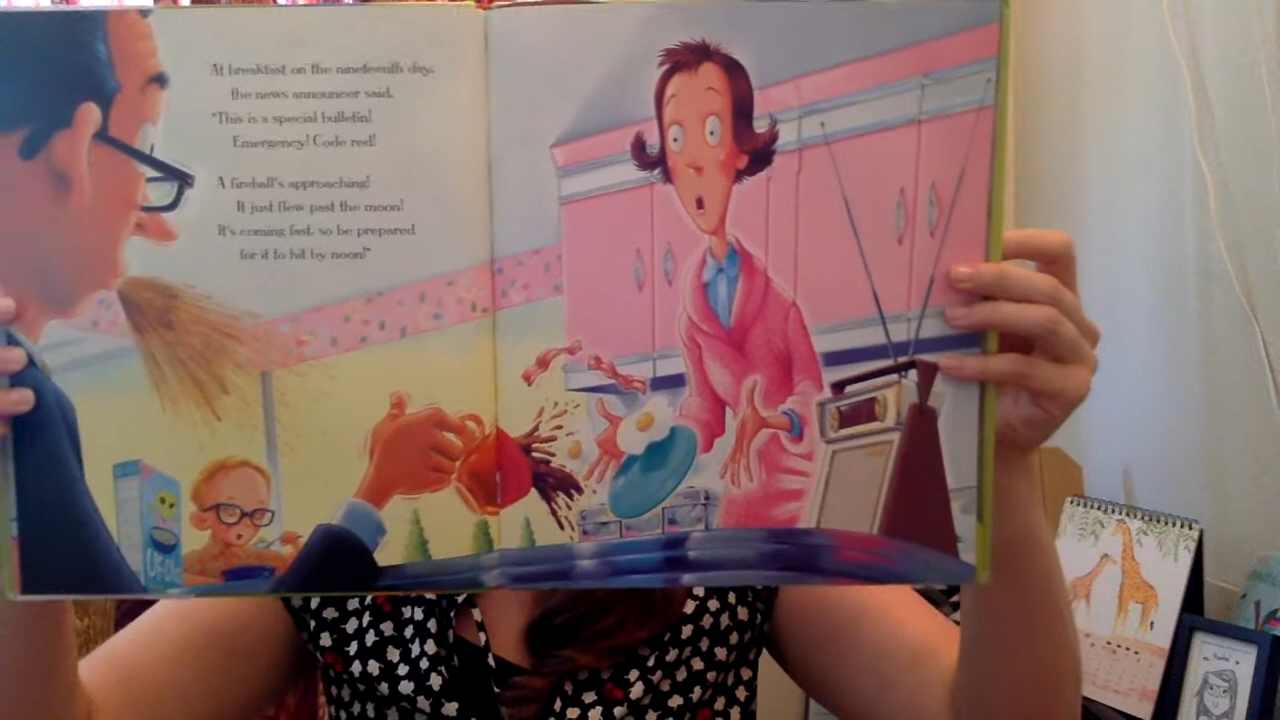 At breakfast on the nineteenth day,
the news announcer said,
"This is a special bulletin!
Emergency! Code red!
A fireball's approaching!
It just flew past the moon!
It's coming fast, so be prepared
for it to hit by noon!"